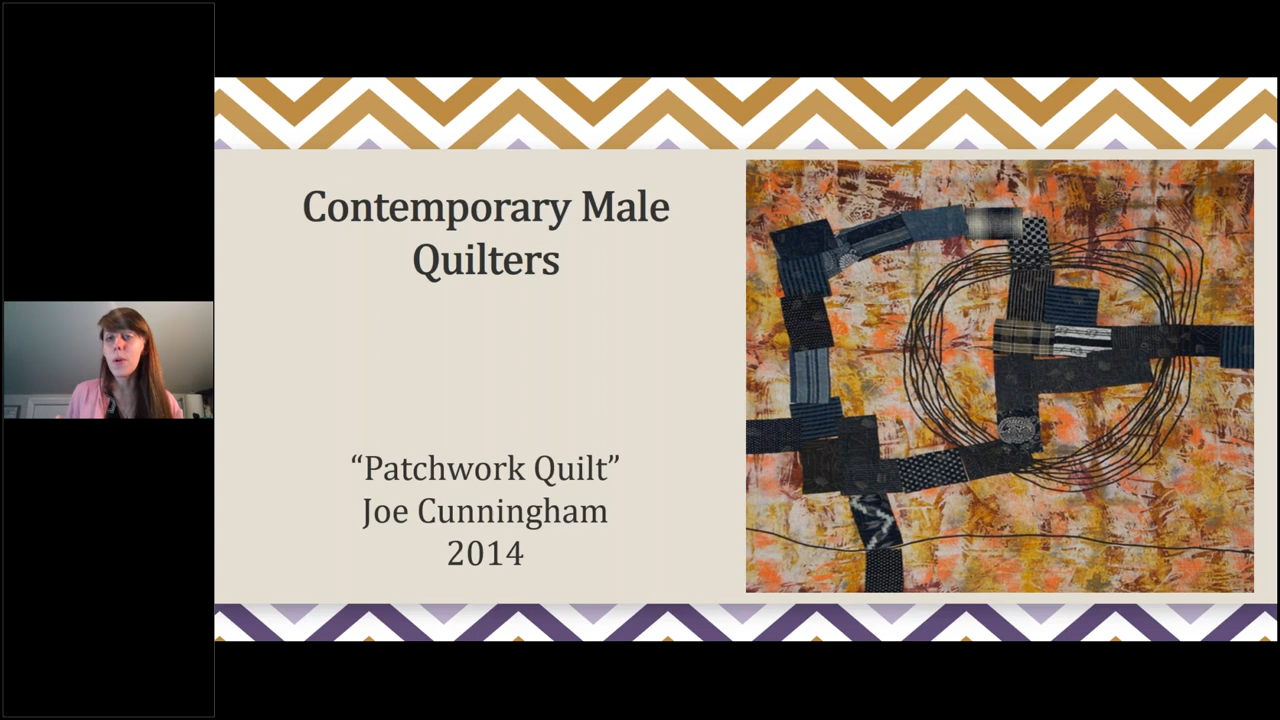 Contemporary Male
Quilters
“Patchwork Quilt”
Joe Cunningham
2014